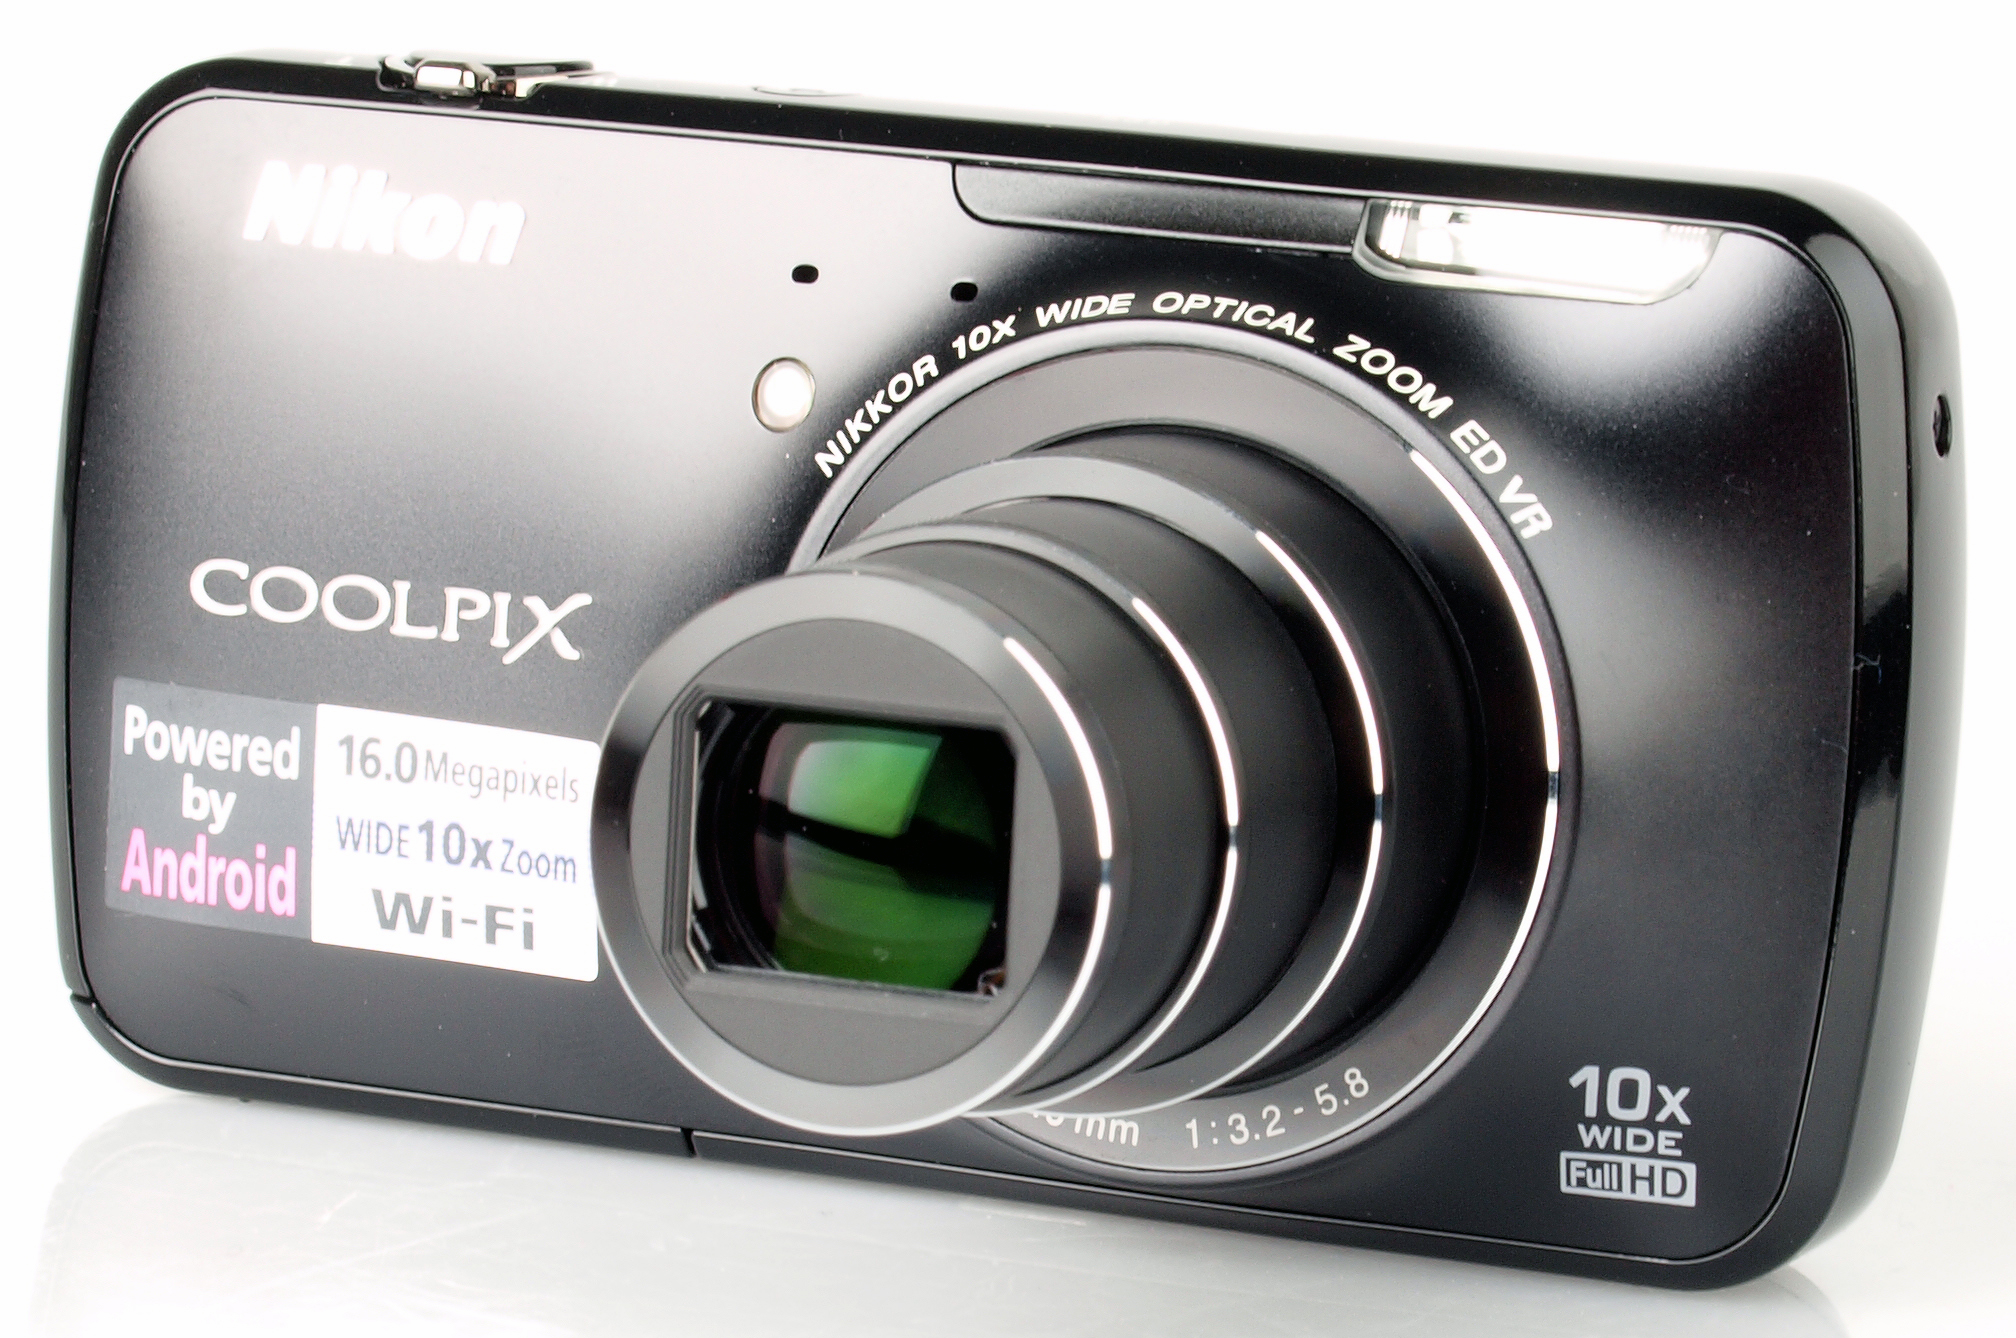 Nikon
NIKKOR 10X WIDE OPTICAL ZOOM ED VR
COOLPIX
Powered
by
Android
16.0 Megapixels
WIDE 10x Zoom
Wi-Fi
mm 1:3.2-5.8
10x
WIDE
Full HD